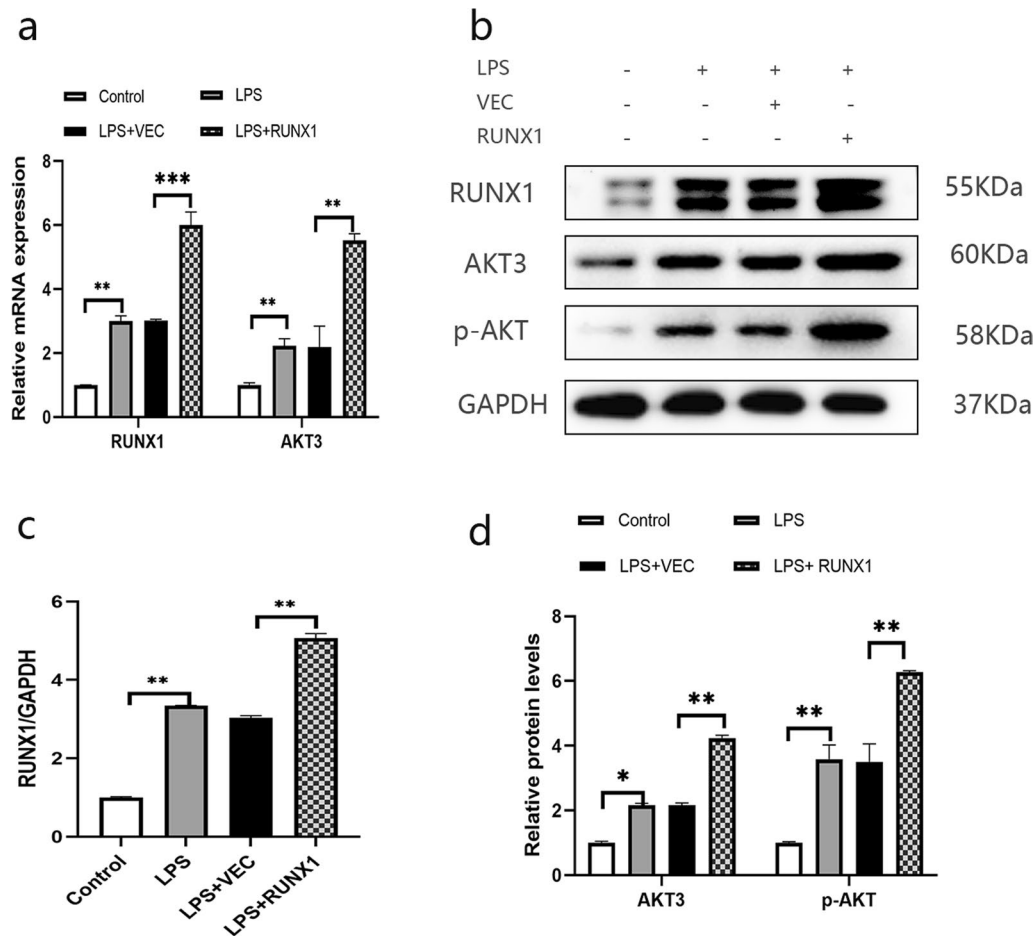 a
Control
LPS
LPS+VEC
LPS+RUNX1
Relative mRNA expression
8
6
4
2
0
**
***
**
**
RUNX1
AKT3
b
LPS - + + +
VEC - - + -
RUNX1 - - - +
RUNX1 55KDa
AKT3 60KDa
p-AKT 58KDa
GAPDH 37KDa
c
RUNX1/GAPDH
6
4
2
0
**
**
Control
LPS
LPS+VEC
LPS+RUNX1
d
Control
LPS
LPS+VEC
LPS+ RUNX1
Relative protein levels
8
6
4
2
0
*
**
**
**
AKT3
p-AKT